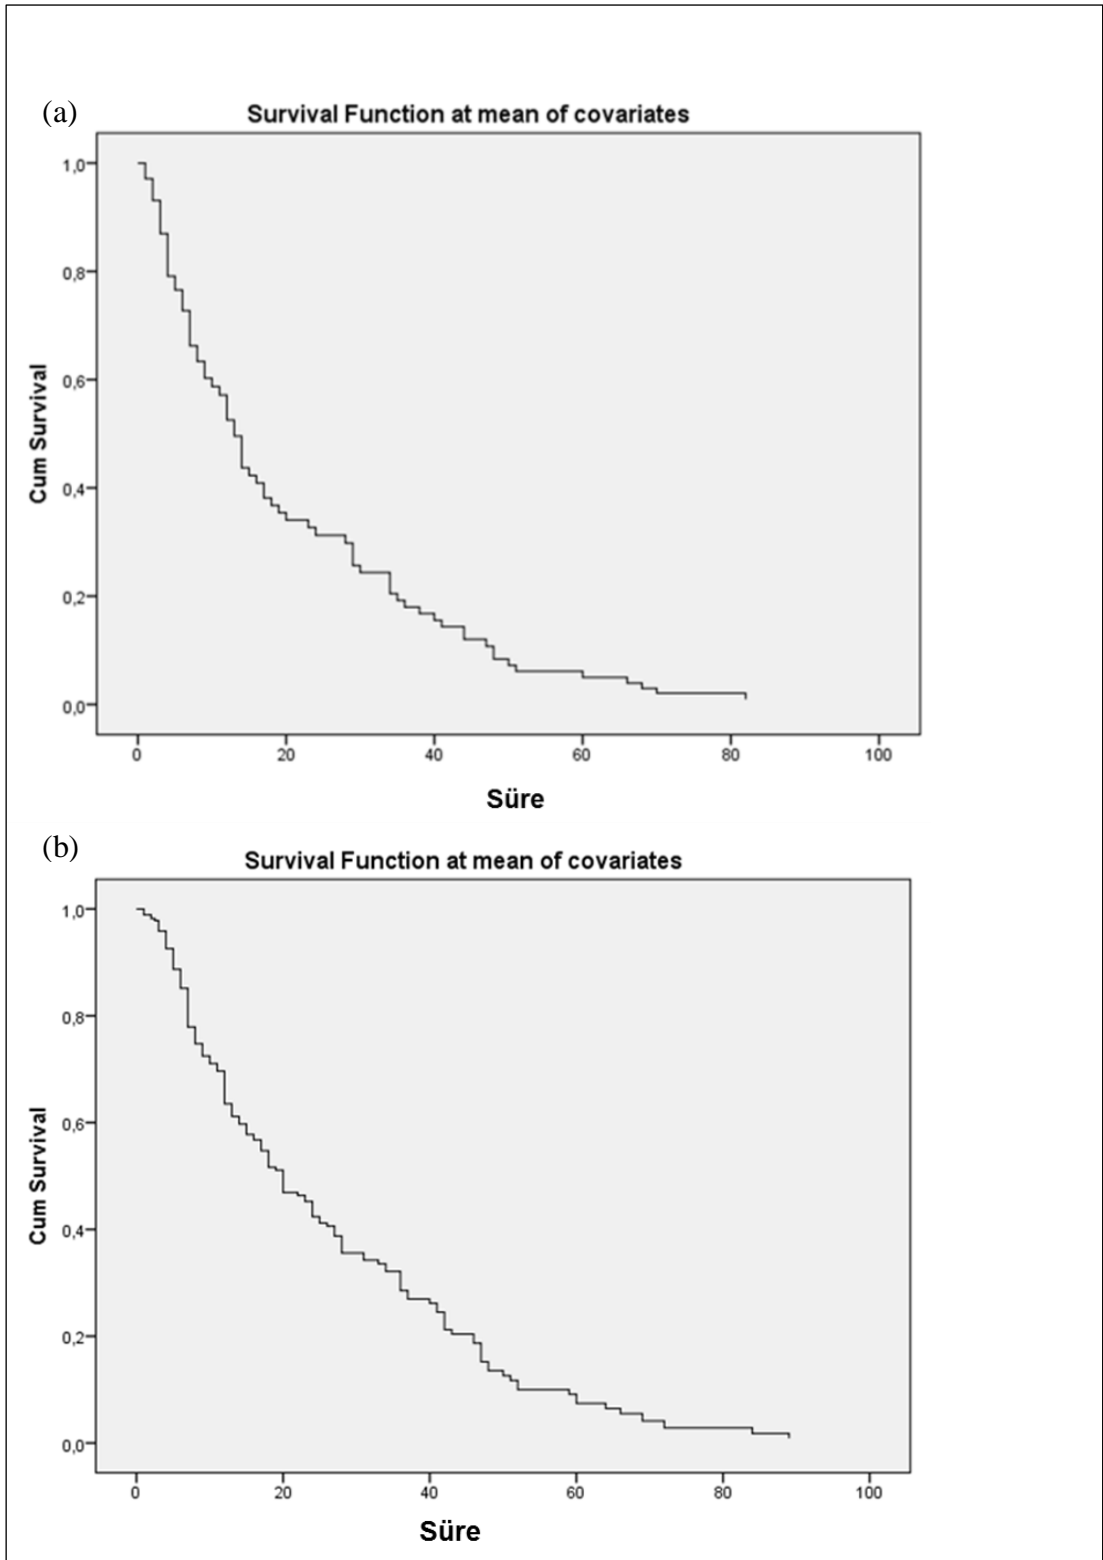 (a)
Survival Function at mean of covariates
1,0
0,8
0,6
0,4
0,2
0,0
Cum Survival
0 20 40 60 80 100
Süre
(b)
Survival Function at mean of covariates
1,0
0,8
0,6
0,4
0,2
0,0
Cum Survival
0 20 40 60 80 100
Süre